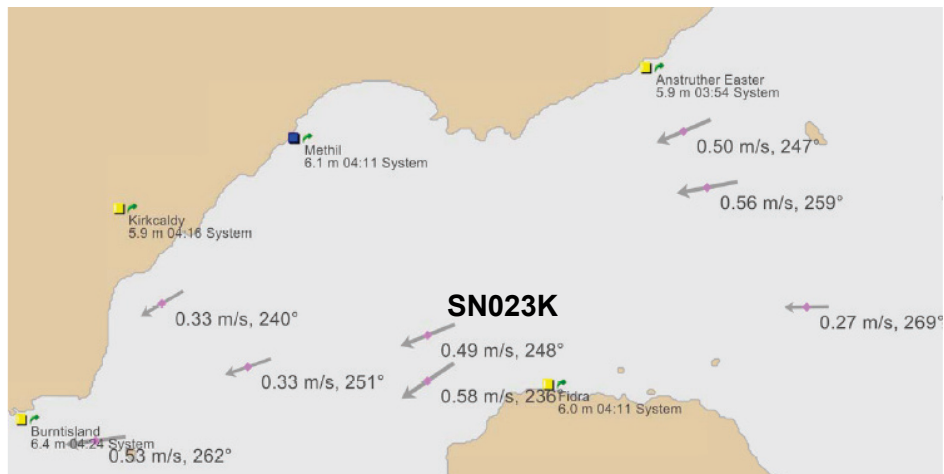 Anstruther Easter
5.9 m 03:54 System
0.50 m/s, 247°
Methil
6.1 m 04:11 System
0.56 m/s, 259°
Kirkcaldy
5.9 m 04:16 System
SN023K
0.33 m/s, 240°
0.27 m/s, 269°
0.49 m/s, 248°
0.33 m/s, 251°
0.58 m/s, 236°
Fidra
6.0 m 04:11 System
Burntisland
6.4 m 04:24 System
0.53 m/s, 262°